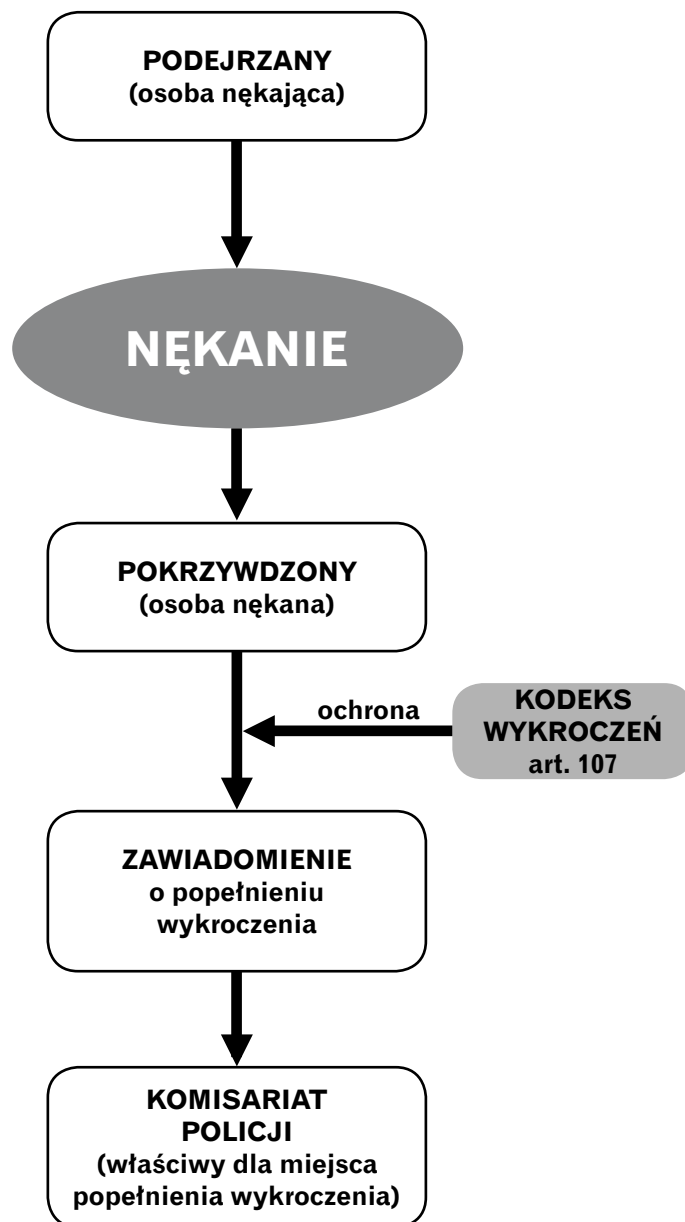 PODEJRZANY
(osoba nękająca)
NĘKANIE
POKRZYWDZONY
(osoba nękana)
ochrona
KODEKS
WYKROCZEŃ
art. 107
ZAWIADOMIENIE
o popełnieniu
wykroczenia
KOMISARIAT
POLICJI
(właściwy dla miejsca
popełnienia wykroczenia)